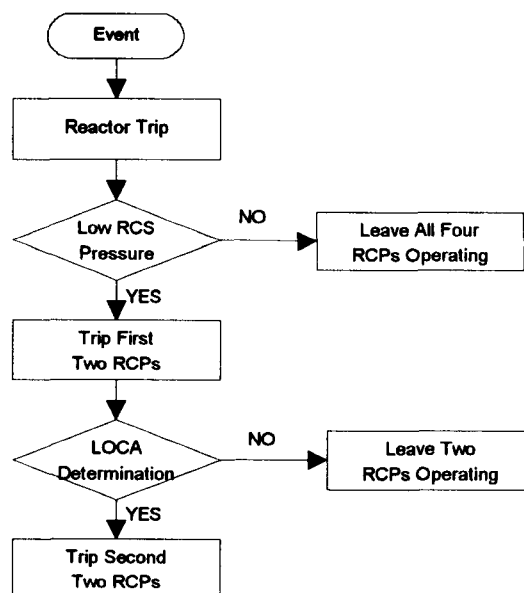 Event
Reactor Trip
Low RCS
Pressure
NO
Leave All Four
RCPs Operating
YES
Trip First
Two RCPs
LOCA
Determination
NO
Leave Two
RCPs Operating
YES
Trip Second
Two RCPs